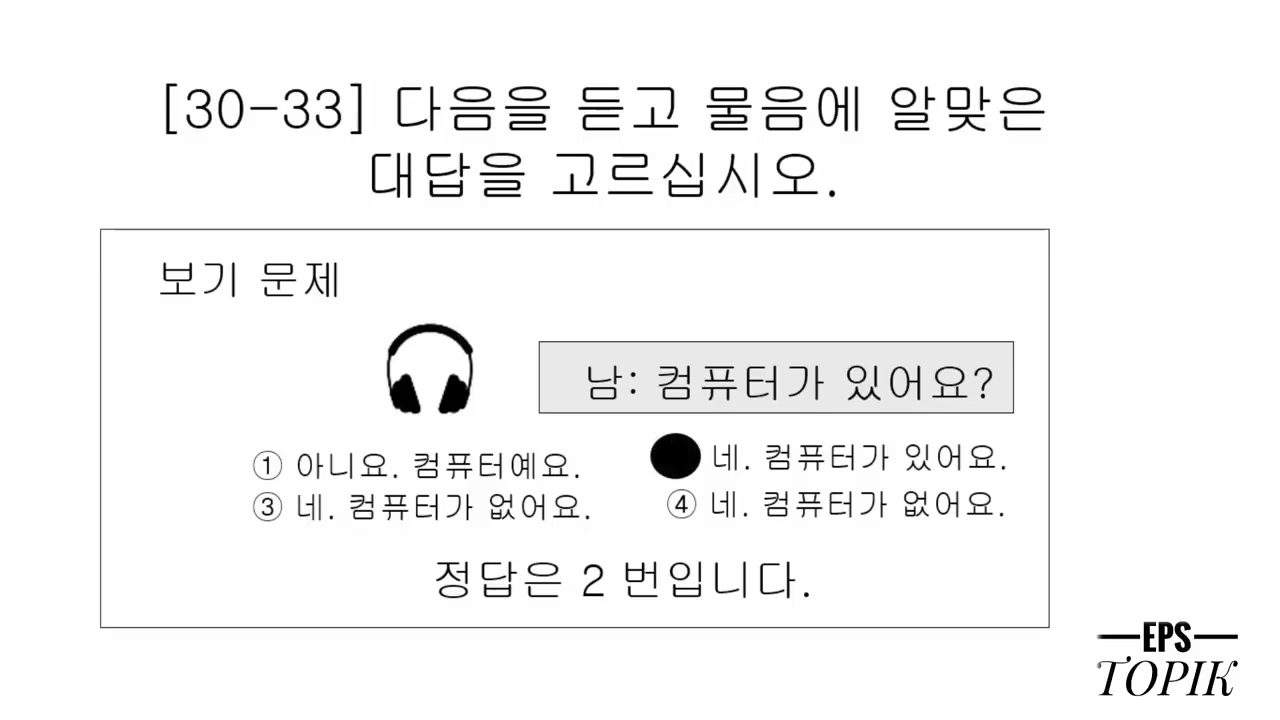 [30-33] 다음을 듣고 물음에 알맞은
대답을 고르십시오.
보기 문제
남: 컴퓨터가 있어요?
① 아니요. 컴퓨터예요.
네. 컴퓨터가 있어요.
③ 네. 컴퓨터가 없어요.
④ 네. 컴퓨터가 없어요.
정답은 2 번입니다.
EPS
TOPIK